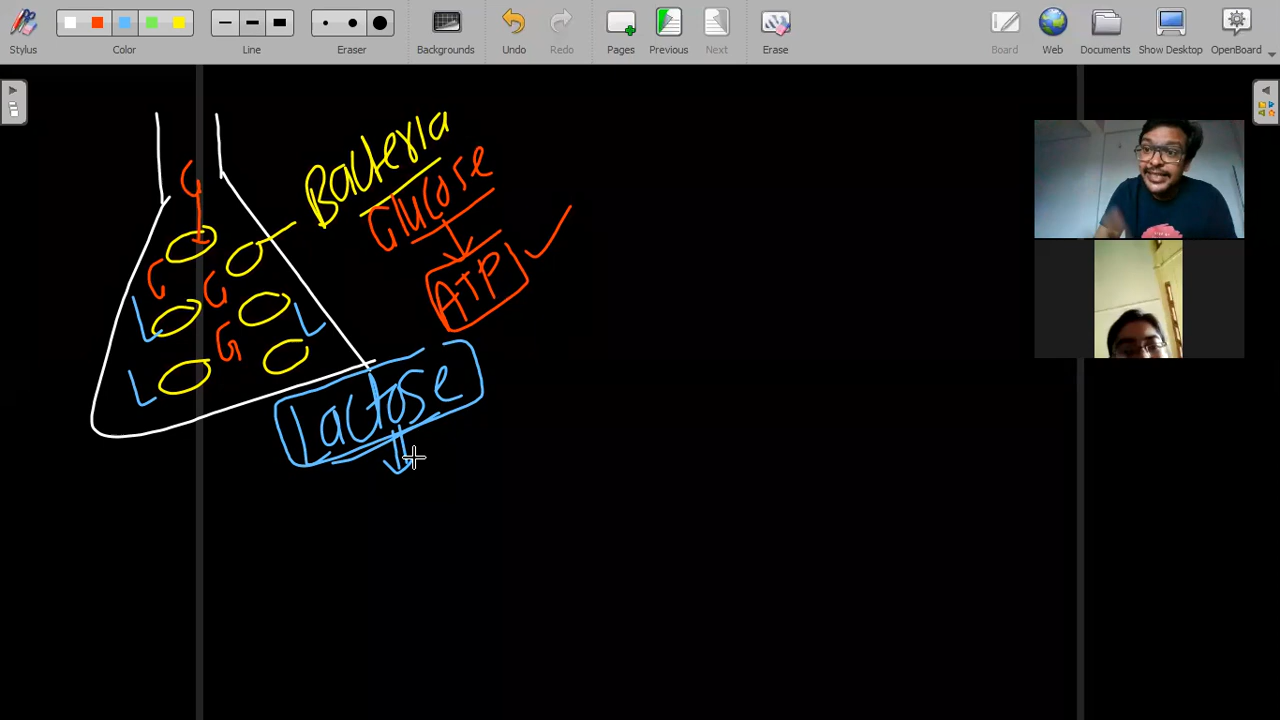 Stylus
Color
Line
Eraser
Backgrounds
Undo
Redo
Pages
Previous
Next
Erase
Board
Web
Documents
Show Desktop
OpenBoard
Bacteria
Glucose
ATP
G
G
G
G
L
L
L
Lactose